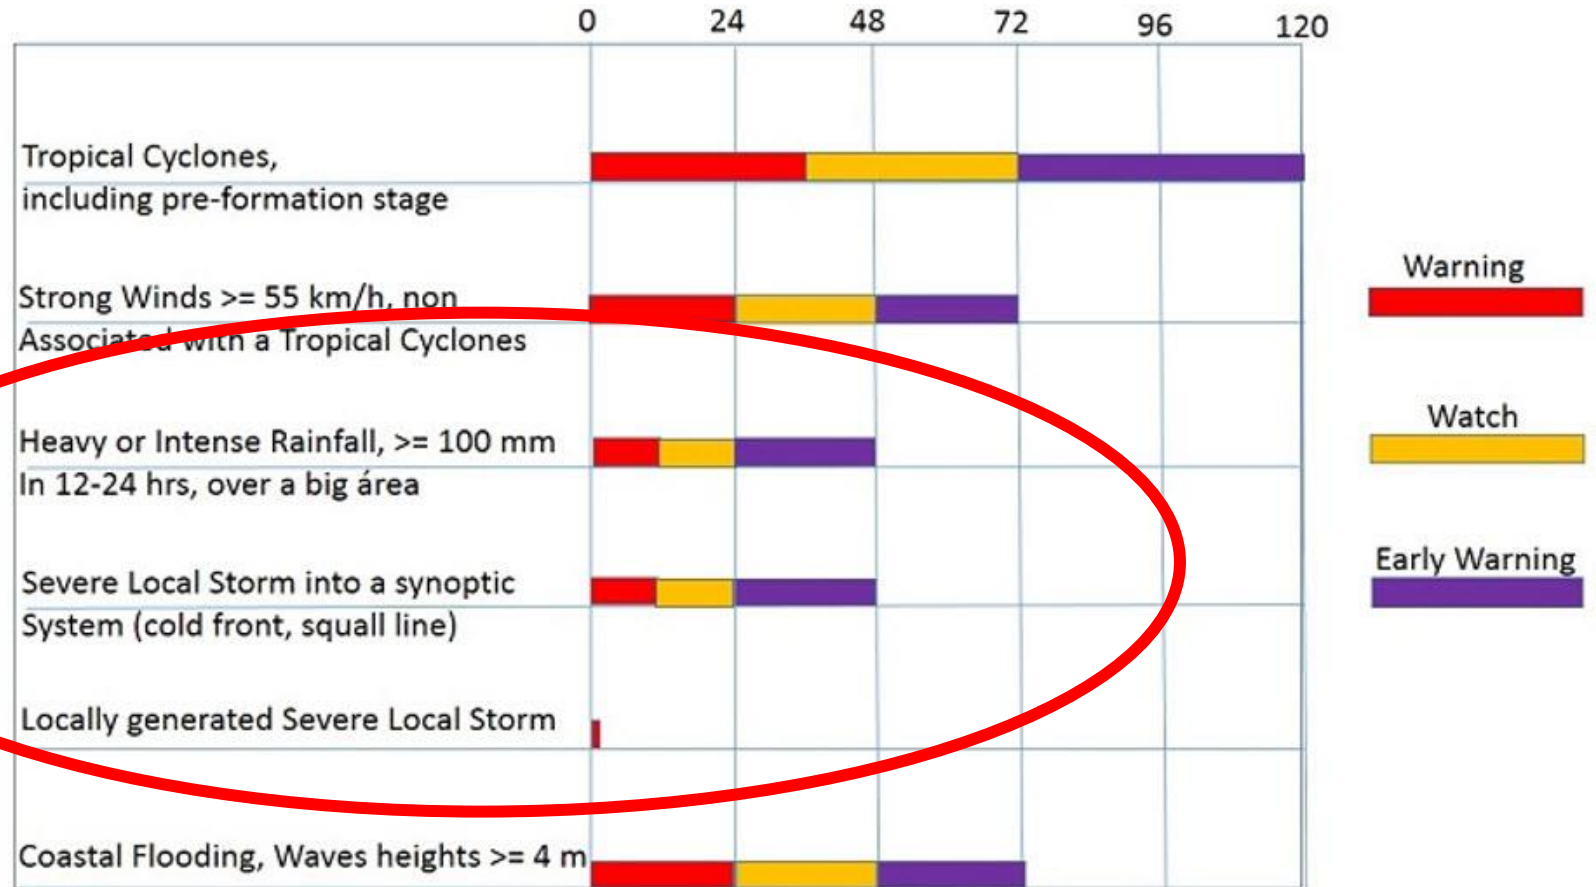 0 24 48 72 96 120
Tropical Cyclones,
including pre-formation stage
Strong Winds >= 55 km/h, non
Associated with a Tropical Cyclones
Heavy or Intense Rainfall, >= 100 mm
In 12-24 hrs, over a big área
Severe Local Storm into a synoptic
System (cold front, squall line)
Locally generated Severe Local Storm
Coastal Flooding, Waves heights >= 4 m
Warning
Watch
Early Warning